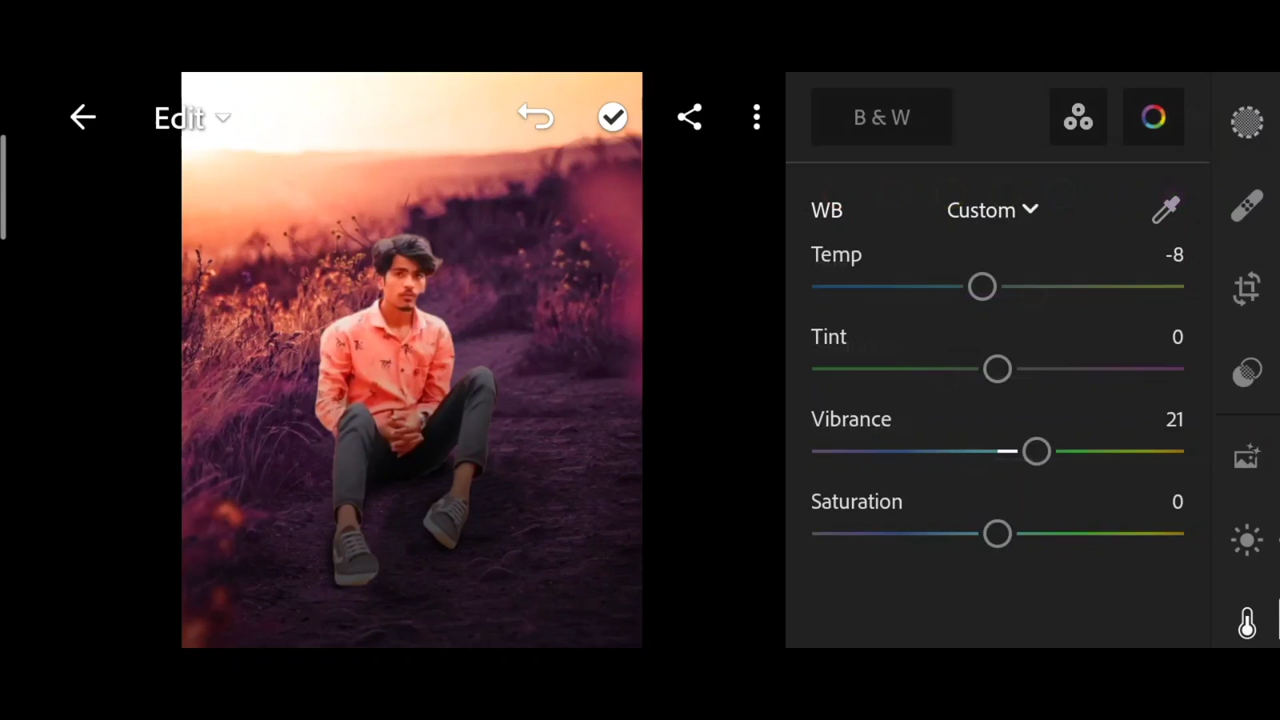 Edit
B & W
WB Custom
Temp -8
Tint 0
Vibrance 21
Saturation 0